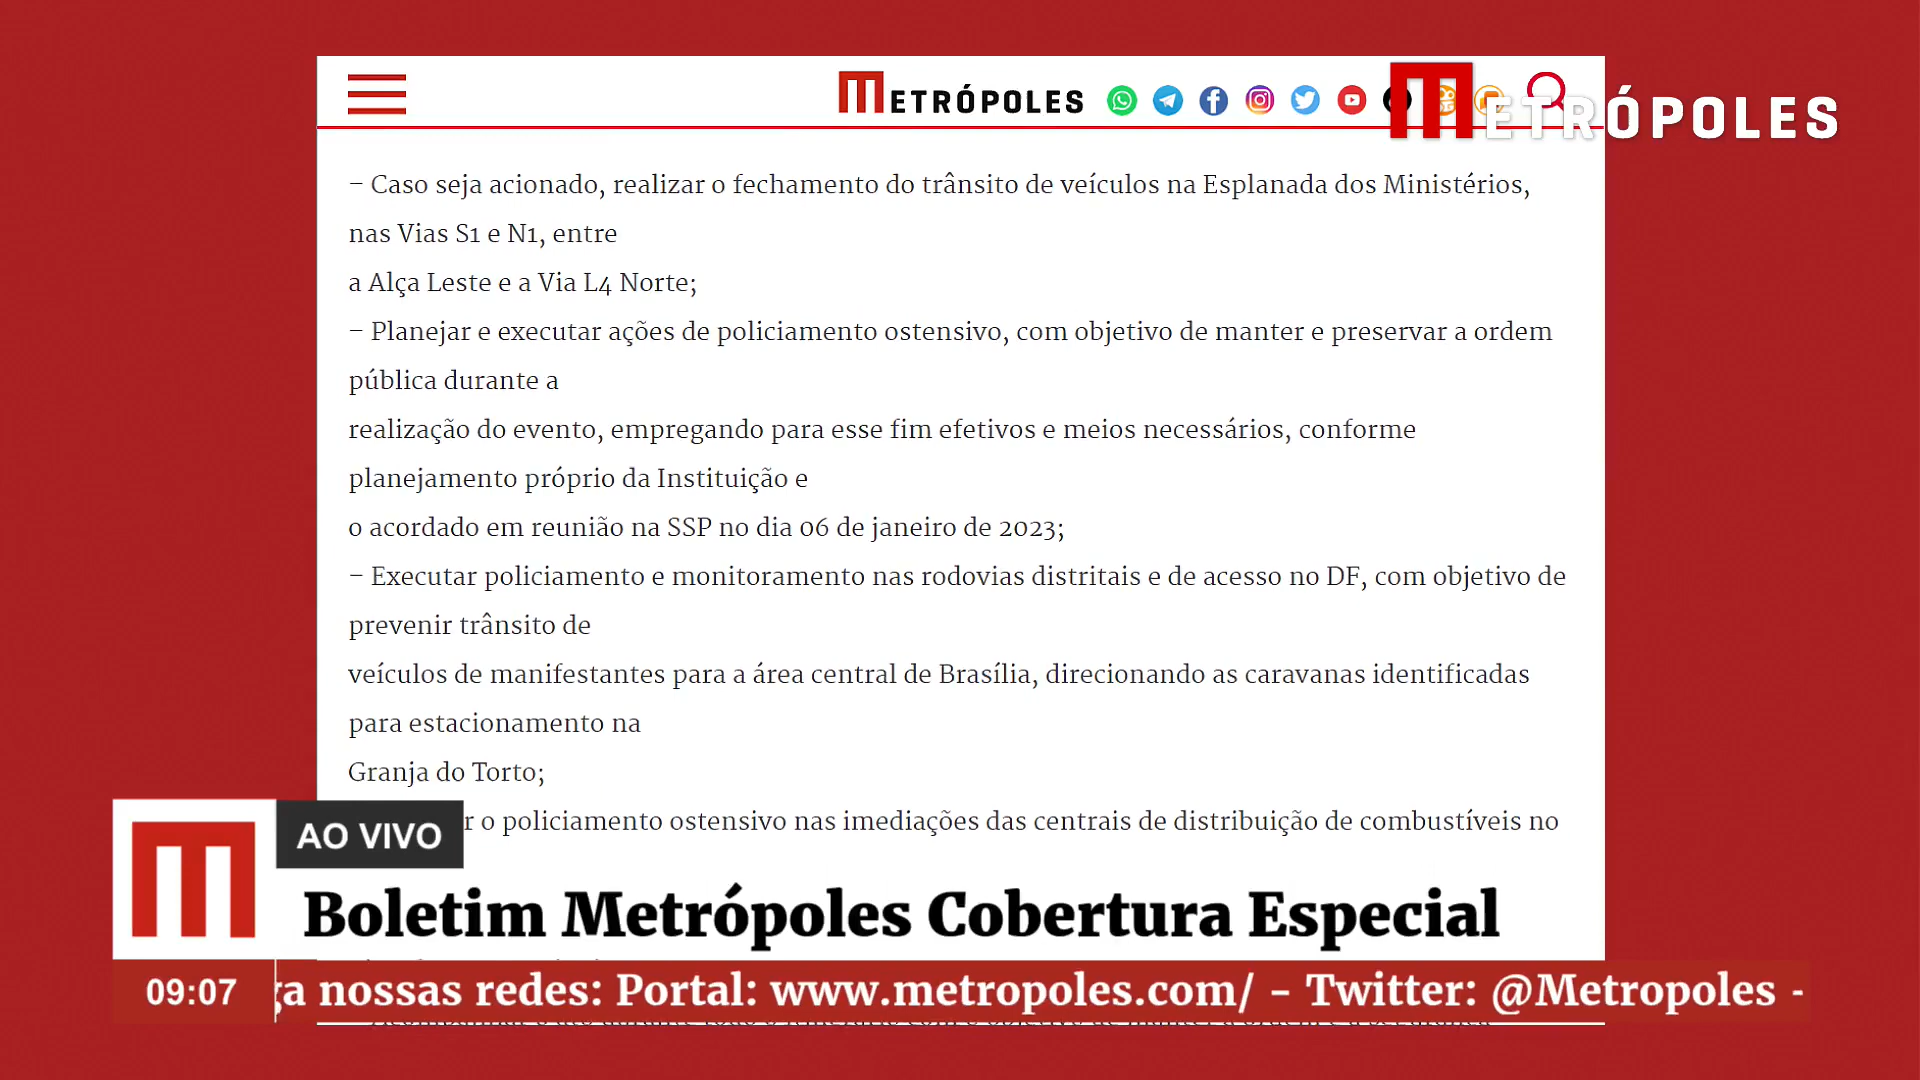 METRÓPOLES
METRÓPOLES
– Caso seja acionado, realizar o fechamento do trânsito de veículos na Esplanada dos Ministérios,
nas Vias S1 e N1, entre
a Alça Leste e a Via L4 Norte;
– Planejar e executar ações de policiamento ostensivo, com objetivo de manter e preservar a ordem
pública durante a
realização do evento, empregando para esse fim efetivos e meios necessários, conforme
planejamento próprio da Instituição e
o acordado em reunião na SSP no dia 06 de janeiro de 2023;
– Executar policiamento e monitoramento nas rodovias distritais e de acesso no DF, com objetivo de
prevenir trânsito de
veículos de manifestantes para a área central de Brasília, direcionando as caravanas identificadas
para estacionamento na
Granja do Torto;
r o policiamento ostensivo nas imediações das centrais de distribuição de combustíveis no
AO VIVO
Boletim Metrópoles Cobertura Especial
09:07
ga nossas redes: Portal: www.metropoles.com/ – Twitter: @Metropoles -